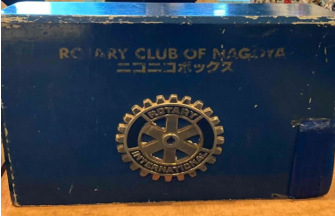 ROTARY CLUB OF NAGOYA
ニコニコボックス
ROTARY
INTERNATIONAL